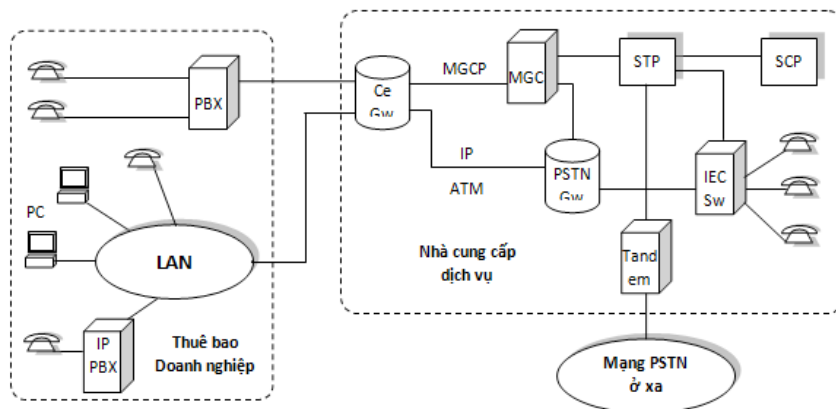 PBX
PC
LAN
IP
PBX
Thuê bao
Doanh nghiệp
Ce
Gw
MGCP
MGC
IP
ATM
PSTN
Gw
STP
SCP
IEC
Sw
Nhà cung cấp
dịch vụ
Tand
em
Mạng PSTN
ở xa